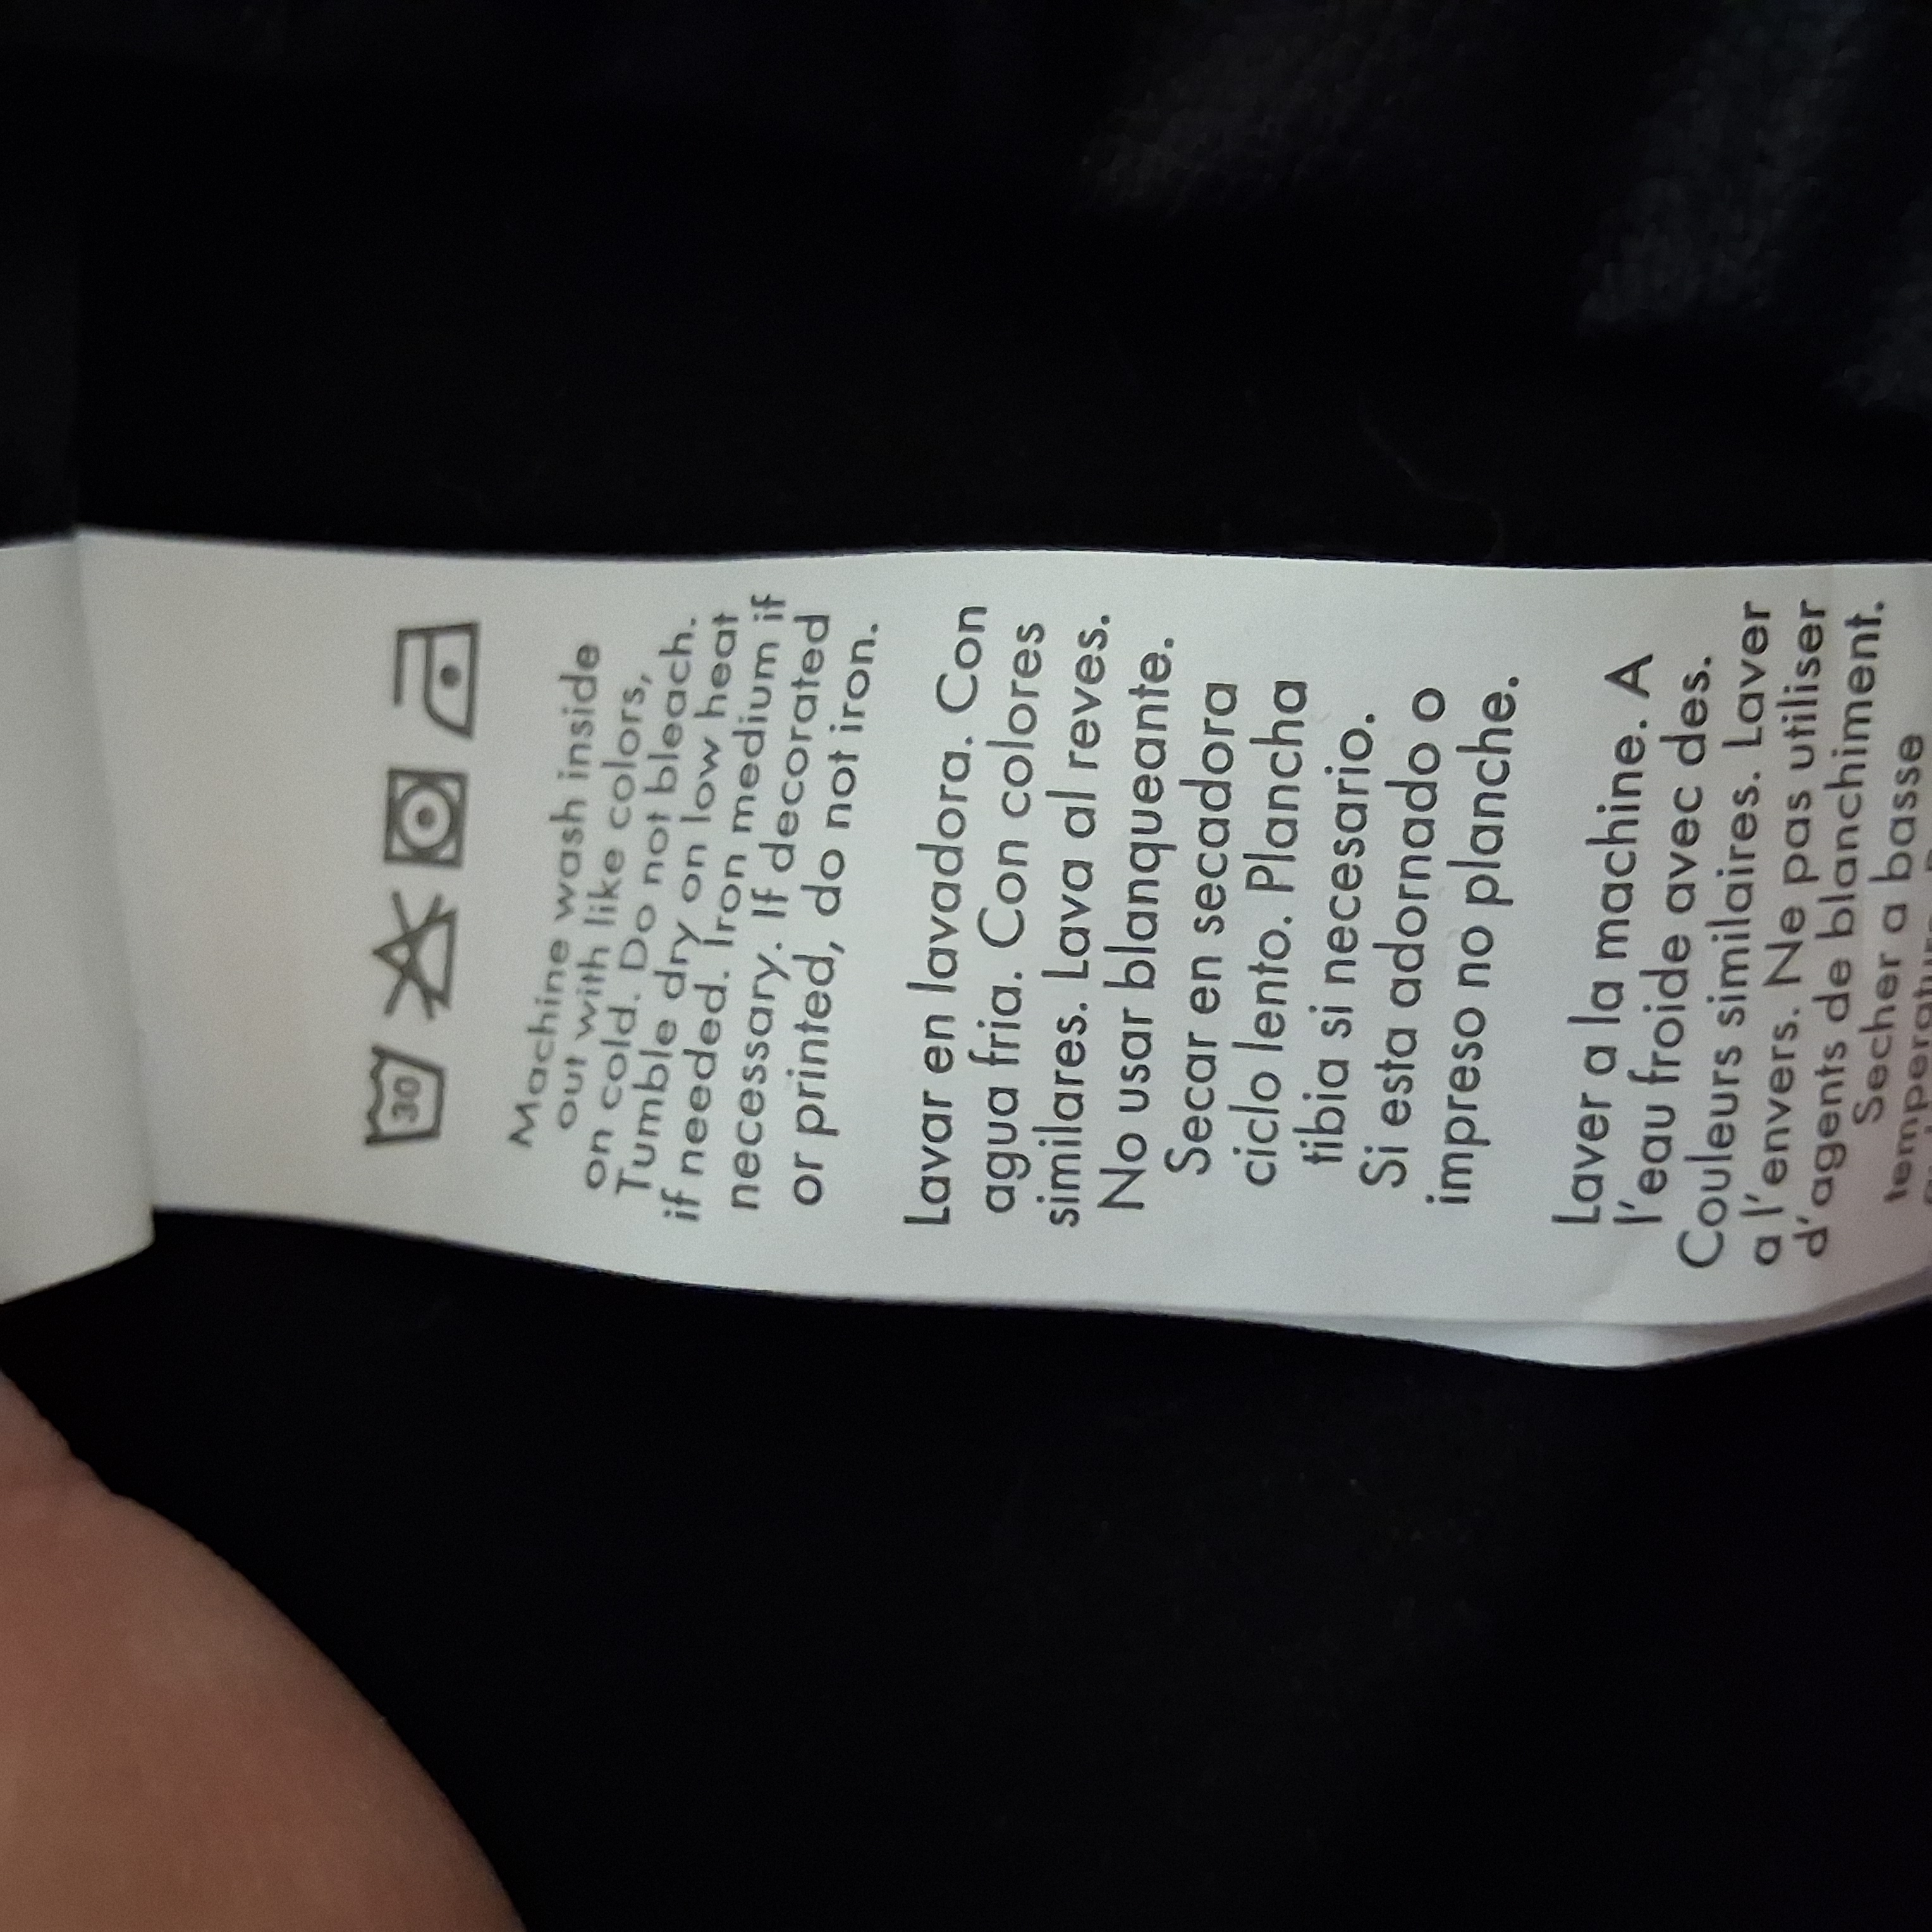 30
Machine wash inside
out with like colors,
on cold. Do not bleach.
Tumble dry on low heat
if needed. Iron medium if
necessary. If decorated
or printed, do not iron.
Lavar en lavadora. Con
agua fria. Con colores
similares. Lava al reves.
No usar blanqueante.
Secar en secadora
ciclo lento. Plancha
tibia si necesario.
Si esta adornado o
impreso no planche.
Laver a la machine. A
l'eau froide avec des.
Couleurs similaires. Laver
a l'envers. Ne pas utiliser
d'agents de blanchiment.
Secher a basse
temperature